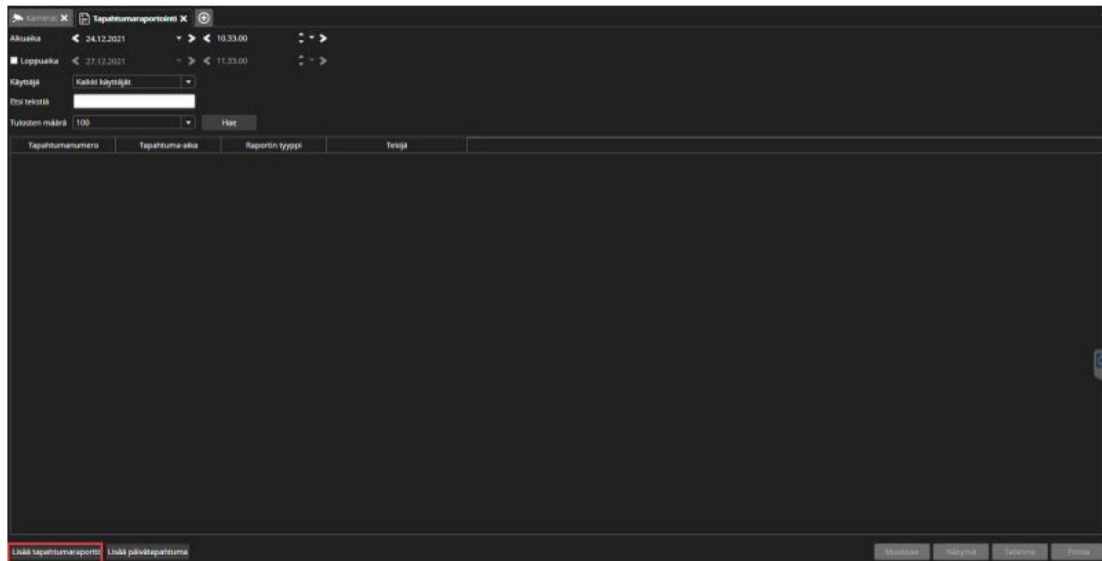 Kamerat Tapahtumaraportointi
Alkuaika 24.12.2021 10.33.00
Loppuaika 27.12.2021 11.33.00
Käyttäjä Kaikki käyttäjät
Etsi tekstiä
Tulosten määrä 100 Hae
Tapahtumanumero Tapahtuma-aika Raportin tyyppi Tekijä
Lisää tapahtumaraportti Lisää päivätapahtuma Muokkaa Näkymä Tallenna Poista